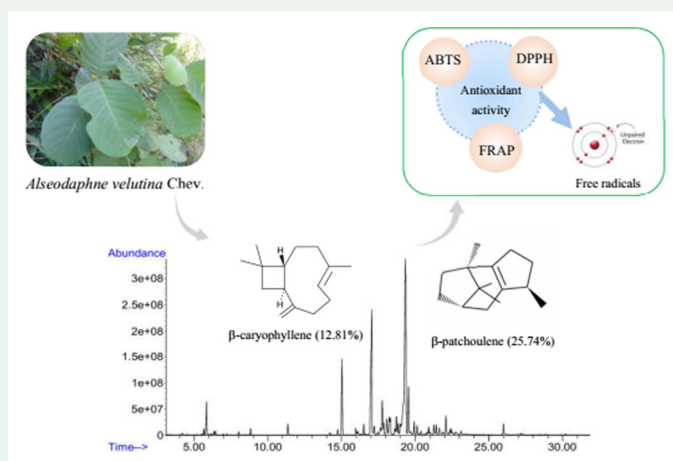 ABTS
DPPH
Antioxidant
activity
FRAP
Unpaired
Electron
Free radicals
Alseodaphne velutina Chev.
Abundance
3e+08
2.5e+08
2e+08
1.5e+08
1e+08
5e+07
0
Time-->
5.00 10.00 15.00 20.00 25.00 30.00
H
H
β-caryophyllene (12.81%)
β-patchoulene (25.74%)